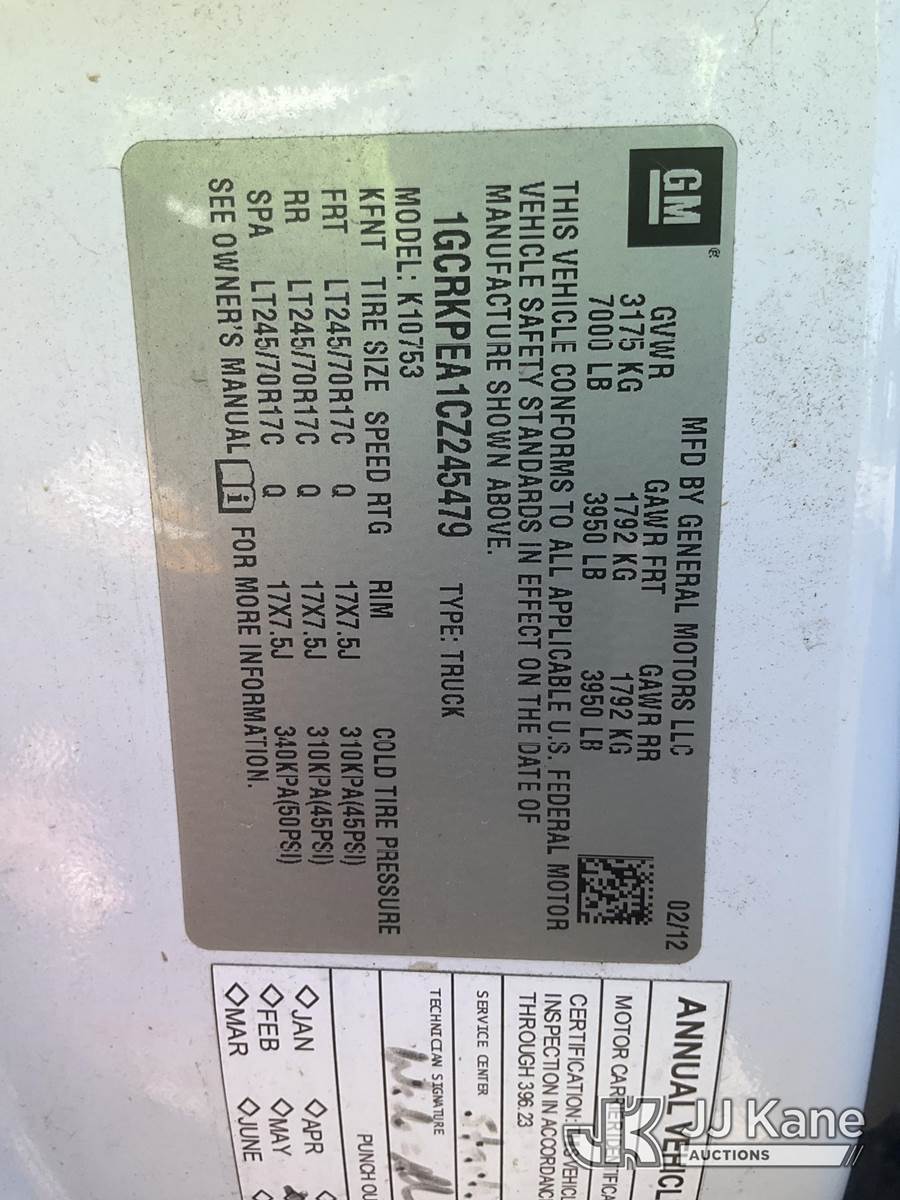 GM ®
MFD BY GENERAL MOTORS LLC 02/12
GVWR GAWR FRT GAWR RR
3175 KG 1792 KG 1792 KG
7000 LB 3950 LB 3950 LB
THIS VEHICLE CONFORMS TO ALL APPLICABLE U.S. FEDERAL MOTOR
VEHICLE SAFETY STANDARDS IN EFFECT ON THE DATE OF
MANUFACTURE SHOWN ABOVE.
1GCRKPEA1CZ245479 TYPE: TRUCK
MODEL: K10753
KFNT TIRE SIZE SPEED RTG RIM COLD TIRE PRESSURE
FRT LT245/70R17C Q 17X7.5J 310KPA(45PSI)
RR LT245/70R17C Q 17X7.5J 310KPA(45PSI)
SPA LT245/70R17C Q 17X7.5J 340KPA(50PSI)
SEE OWNER'S MANUAL i FOR MORE INFORMATION.
ANNUAL VEHICL
MOTOR CARRIER
CERTIFICATION:
INSPECTION IN ACCORDANC
THROUGH 396.23
SERVICE CENTER
TECHNICIAN SIGNATURE
PUNCH OU
JAN APR
FEB MAY
MAR JUNE
JK JJ Kane
AUCTIONS